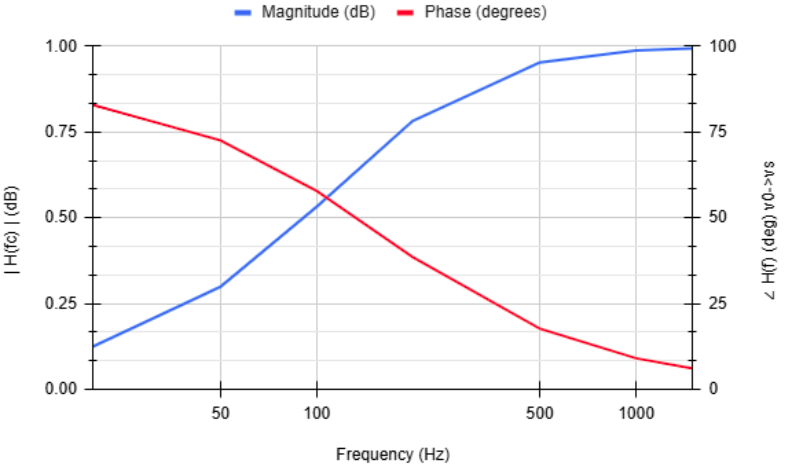 Magnitude (dB) Phase (degrees)
1.00 100
0.75 75
0.50 50
0.25 25
0.00 0
50 100 500 1000
Frequency (Hz)
| H(fc) | (dB)
< H(f) (deg) v0->vs